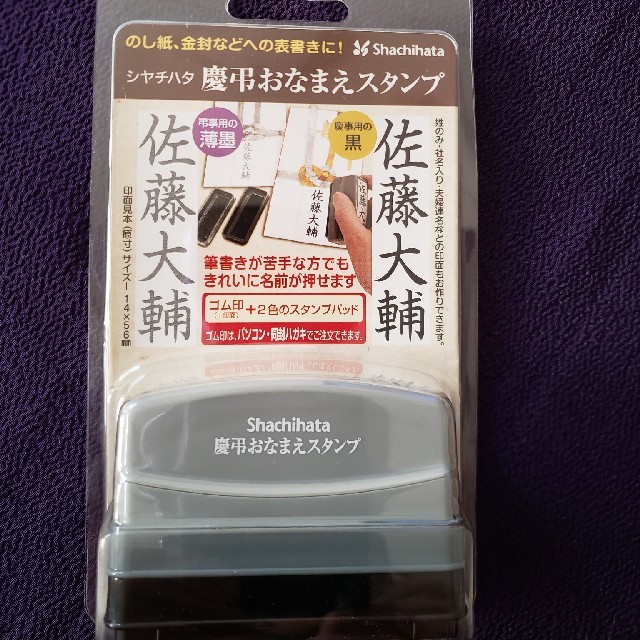 のし紙、金封などへの表書きに!
Shachihata
シヤチハタ 慶弔おなまえスタンプ
弔事用の
薄墨
慶事用の
黒
佐藤大輔
佐藤大輔
佐藤大輔
佐藤大輔
姓のみ・社名入り・夫婦連名などの印面もお作りできます。
印面見本〈原寸〉サイズー14×56mm
筆書きが苦手な方でも
きれいに名前が押せます
ゴム印
+2色のスタンプパッド
ゴム印は、パソコン・同封ハガキでご注文できます。
Shachihata
慶弔おなまえスタンプ